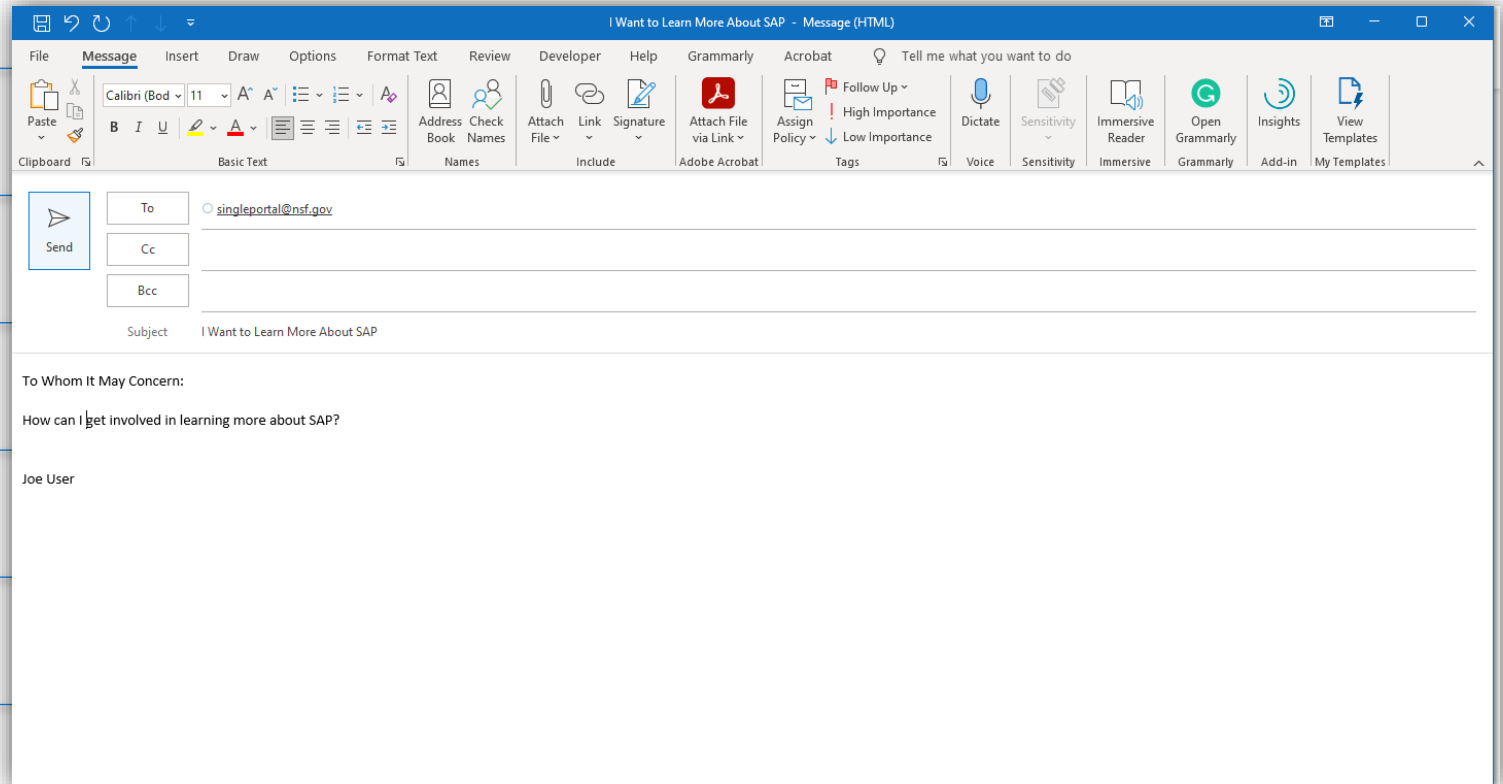 I Want to Learn More About SAP - Message (HTML)
File Message Insert Draw Options Format Text Review Developer Help Grammarly Acrobat Tell me what you want to do
Paste
Clipboard
Calibri (Bod 11
B I U A
Basic Text
Address Book
Check Names
Names
Attach File
Link
Signature
Include
Attach File via Link
Adobe Acrobat
Assign Policy
Follow Up
High Importance
Low Importance
Tags
Dictate
Voice
Sensitivity
Sensitivity
Immersive Reader
Immersive
Open Grammarly
Grammarly
Insights
Add-in
View Templates
My Templates
Send
To singleportal@nsf.gov
Cc
Bcc
Subject I Want to Learn More About SAP
To Whom It May Concern:
How can I get involved in learning more about SAP?
Joe User